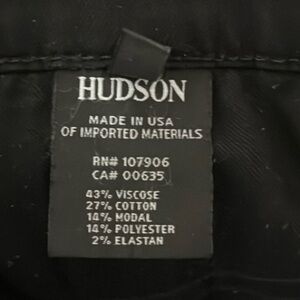 HUDSON
MADE IN USA
OF IMPORTED MATERIALS
RN# 107906
CA# 00635
43% VISCOSE
27% COTTON
14% MODAL
14% POLYESTER
2% ELASTAN